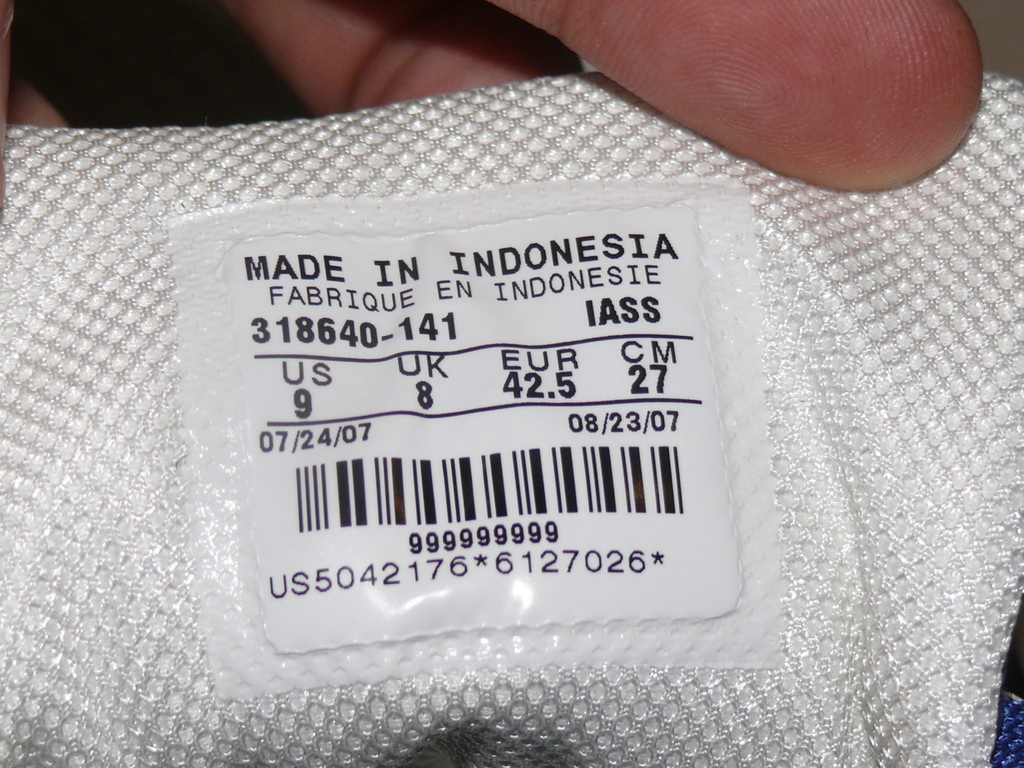 MADE IN INDONESIA
FABRIQUE EN INDONESIE
318640-141 IASS
US UK EUR CM
9 8 42.5 27
07/24/07 08/23/07
999999999
US5042176*6127026*